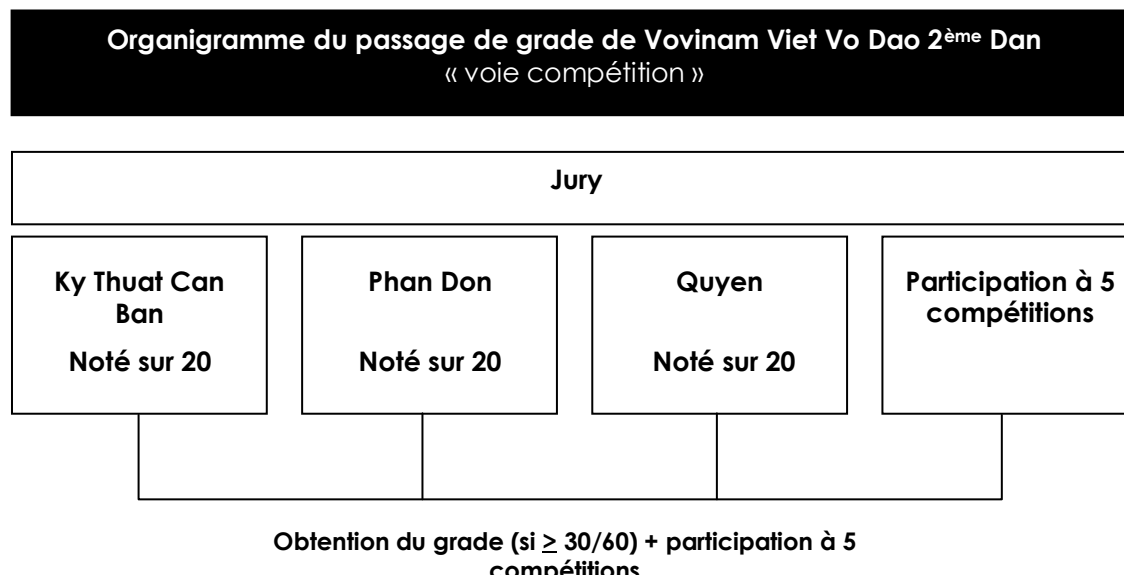 Organigramme du passage de grade de Vovinam Viet Vo Dao 2ème Dan
« voie compétition »
Jury
Ky Thuat Can
Ban
Noté sur 20
Phan Don
Noté sur 20
Quyen
Noté sur 20
Participation à 5
compétitions
Obtention du grade (si ≥ 30/60) + participation à 5
compétitions